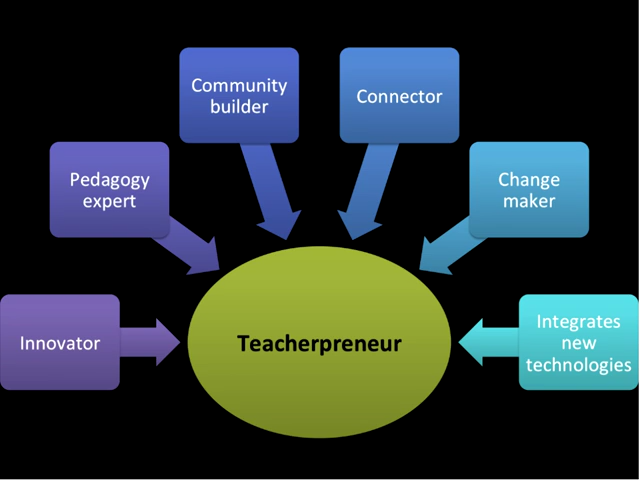 Community
builder
Connector
Pedagogy
expert
Change
maker
Innovator
Teacherpreneur
Integrates
new
technologies